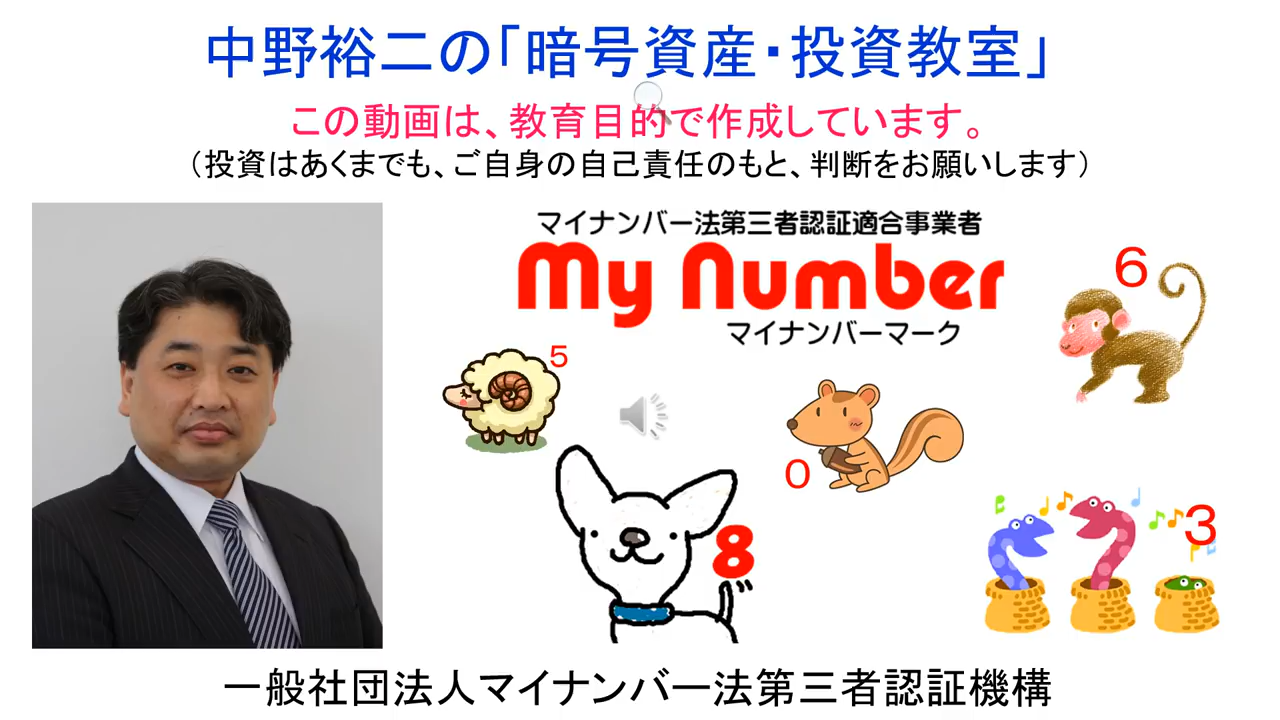 中野裕二の「暗号資産・投資教室」
この動画は、教育目的で作成しています。
（投資はあくまでも、ご自身の自己責任のもと、判断をお願いします）
マイナンバー法第三者認証適合事業者
My Number
マイナンバーマーク
6
5
0
8
3
一般社団法人マイナンバー法第三者認証機構